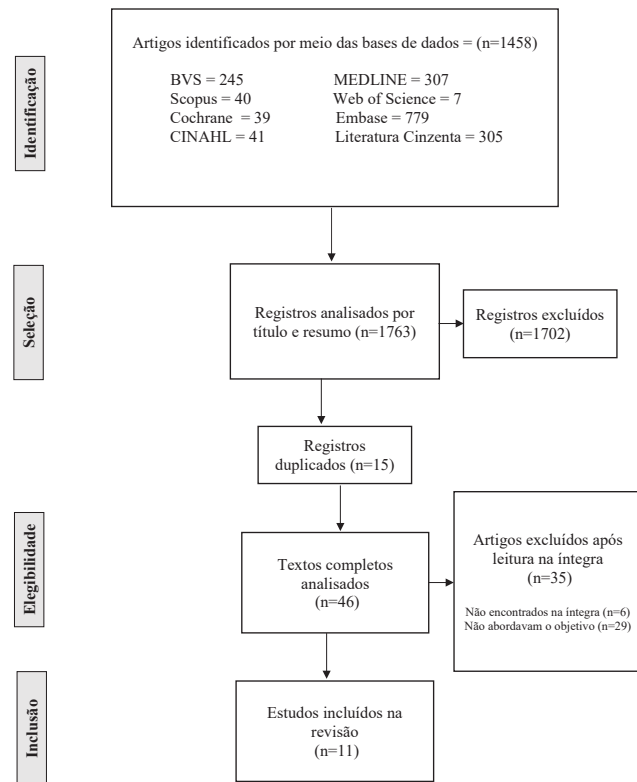 Artigos identificados por meio das bases de dados = (n=1458)
BVS = 245
MEDLINE = 307
Scopus = 40
Web of Science = 7
Cochrane = 39
Embase = 779
CINAHL = 41
Literatura Cinzenta = 305
Identificação
Registros analisados por
título e resumo (n=1763)
Registros excluídos
(n=1702)
Seleção
Registros
duplicados (n=15)
Textos completos
analisados
(n=46)
Artigos excluídos após
leitura na íntegra
(n=35)
Não encontrados na íntegra (n=6)
Não abordavam o objetivo (n=29)
Elegibilidade
Estudos incluídos na
revisão
(n=11)
Inclusão